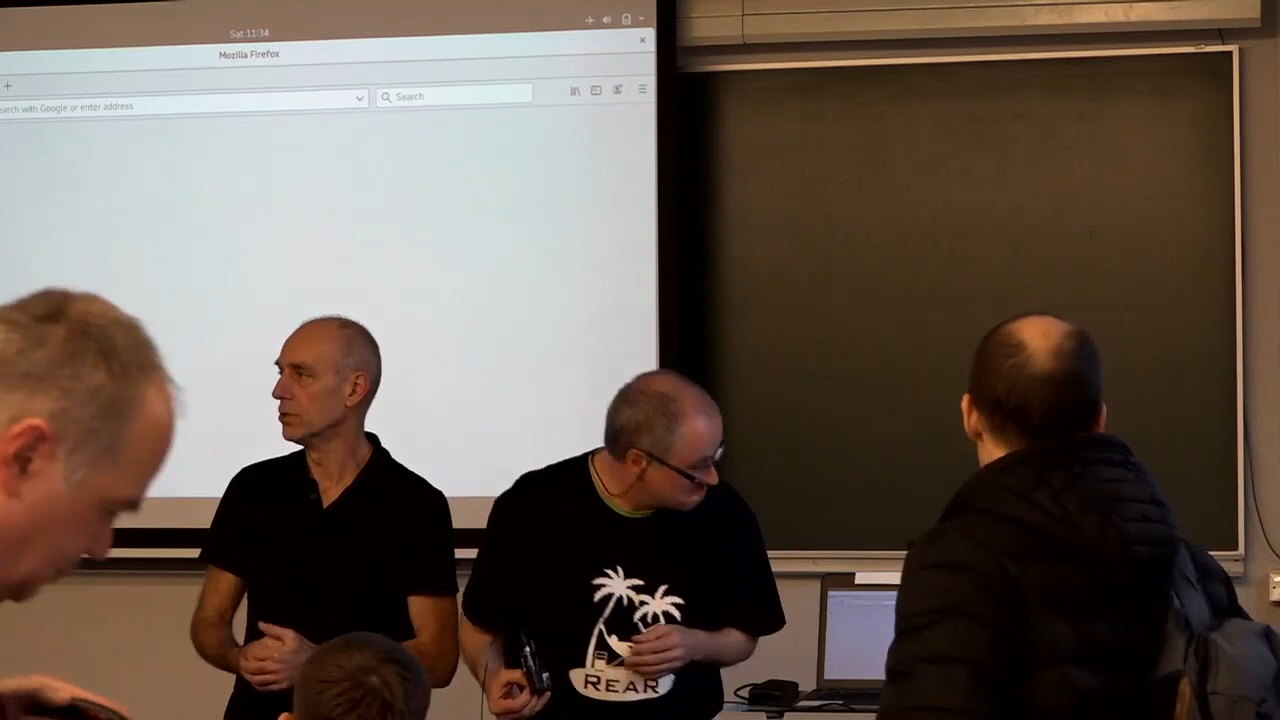 Sat 11:34
Mozilla Firefox
earch with Google or enter address
Search
REAR